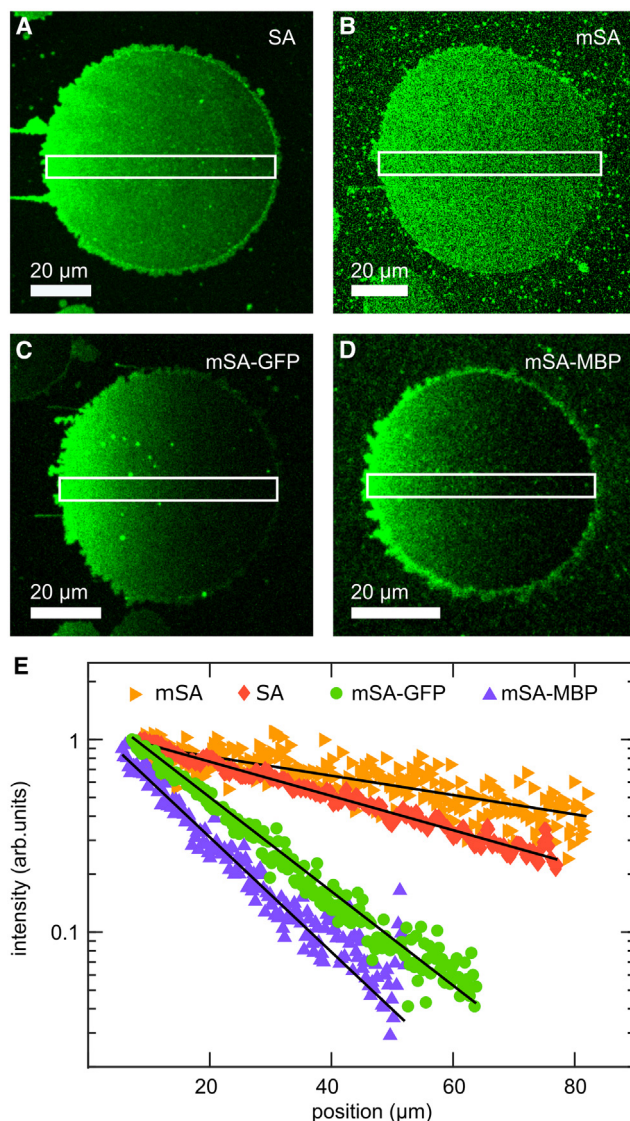 A SA
20 µm
B mSA
20 µm
C mSA-GFP
20 µm
D mSA-MBP
20 µm
E
mSA SA mSA-GFP mSA-MBP
1
0.1
intensity (arb.units)
20 40 60 80
position (µm)